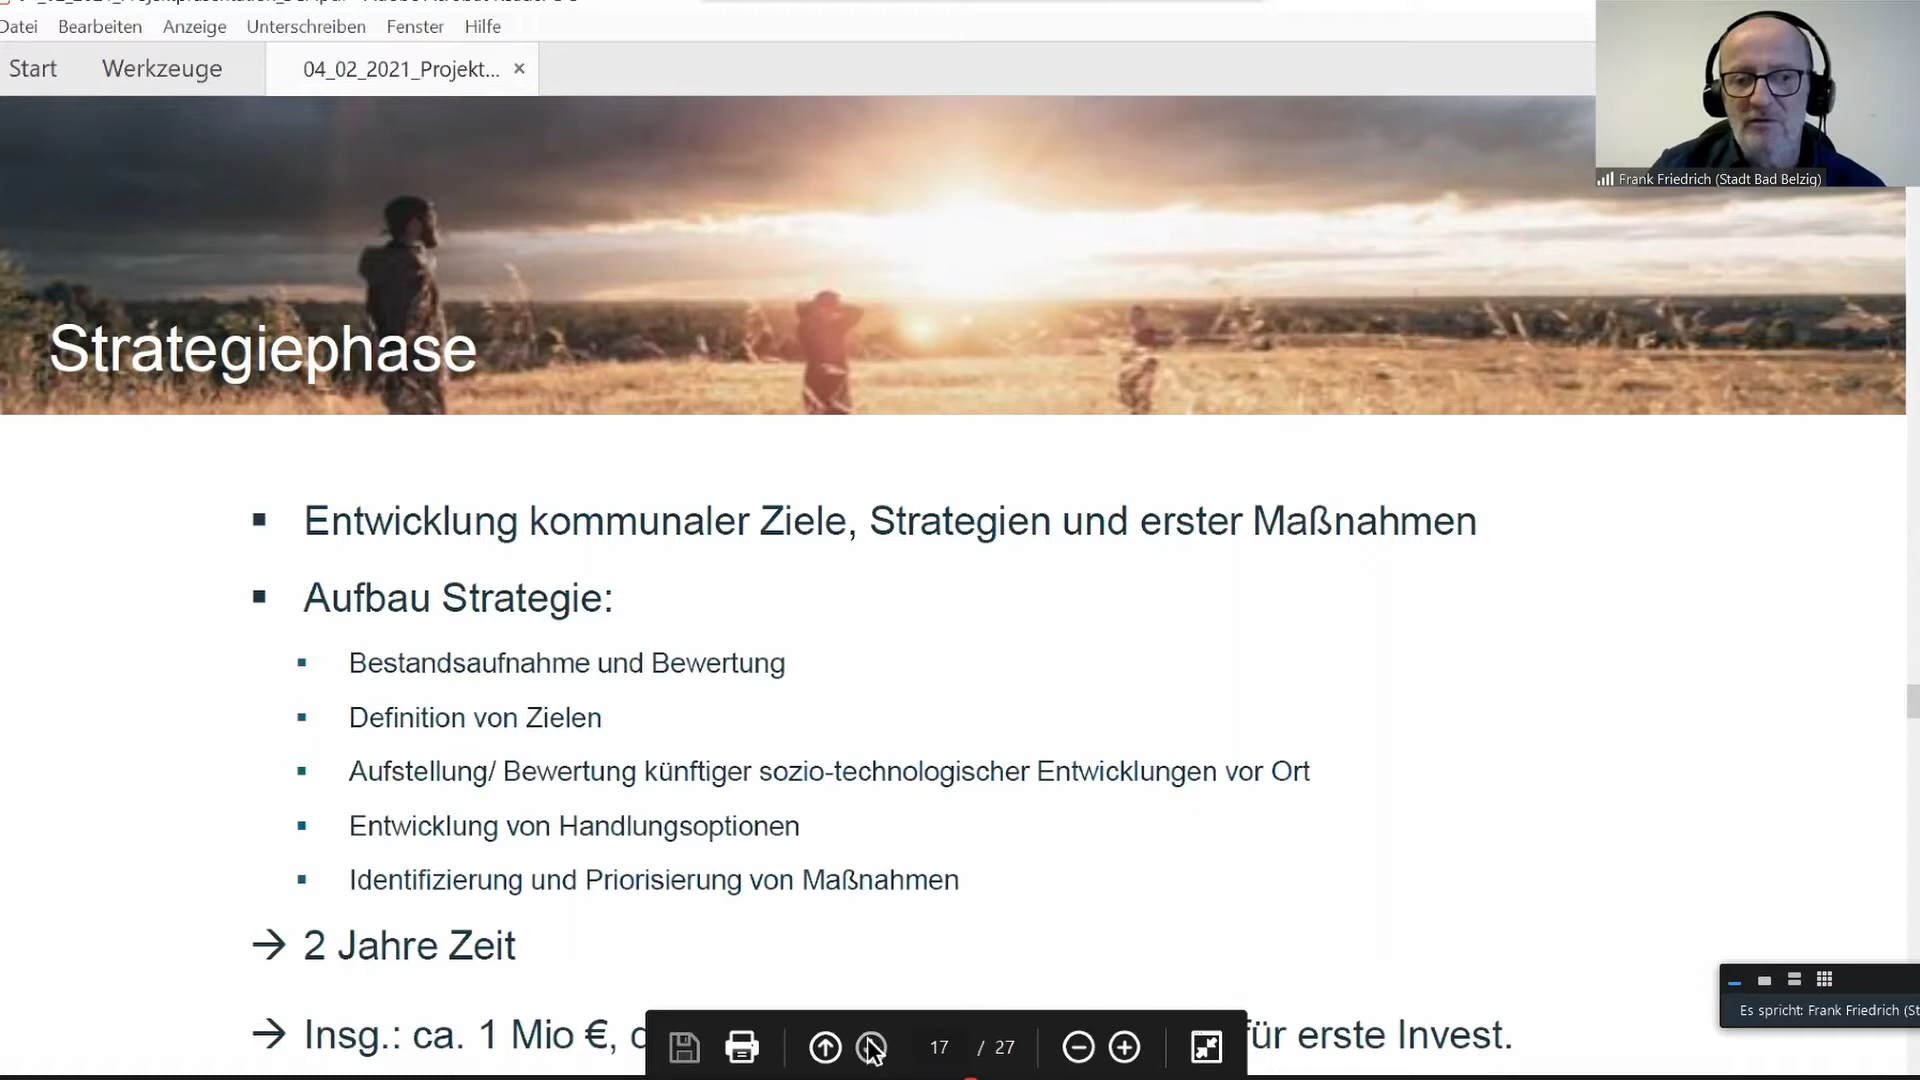 Datei Bearbeiten Anzeige Unterschreiben Fenster Hilfe
Start Werkzeuge 04_02_2021_Projekt... ×
Frank Friedrich (Stadt Bad Belzig)
Strategiephase
▪ Entwicklung kommunaler Ziele, Strategien und erster Maßnahmen
▪ Aufbau Strategie:
▪ Bestandsaufnahme und Bewertung
▪ Definition von Zielen
▪ Aufstellung/ Bewertung künftiger sozio-technologischer Entwicklungen vor Ort
▪ Entwicklung von Handlungsoptionen
▪ Identifizierung und Priorisierung von Maßnahmen
→ 2 Jahre Zeit
→ Insg.: ca. 1 Mio €, für erste Invest.
17 / 27
Es spricht: Frank Friedrich (St